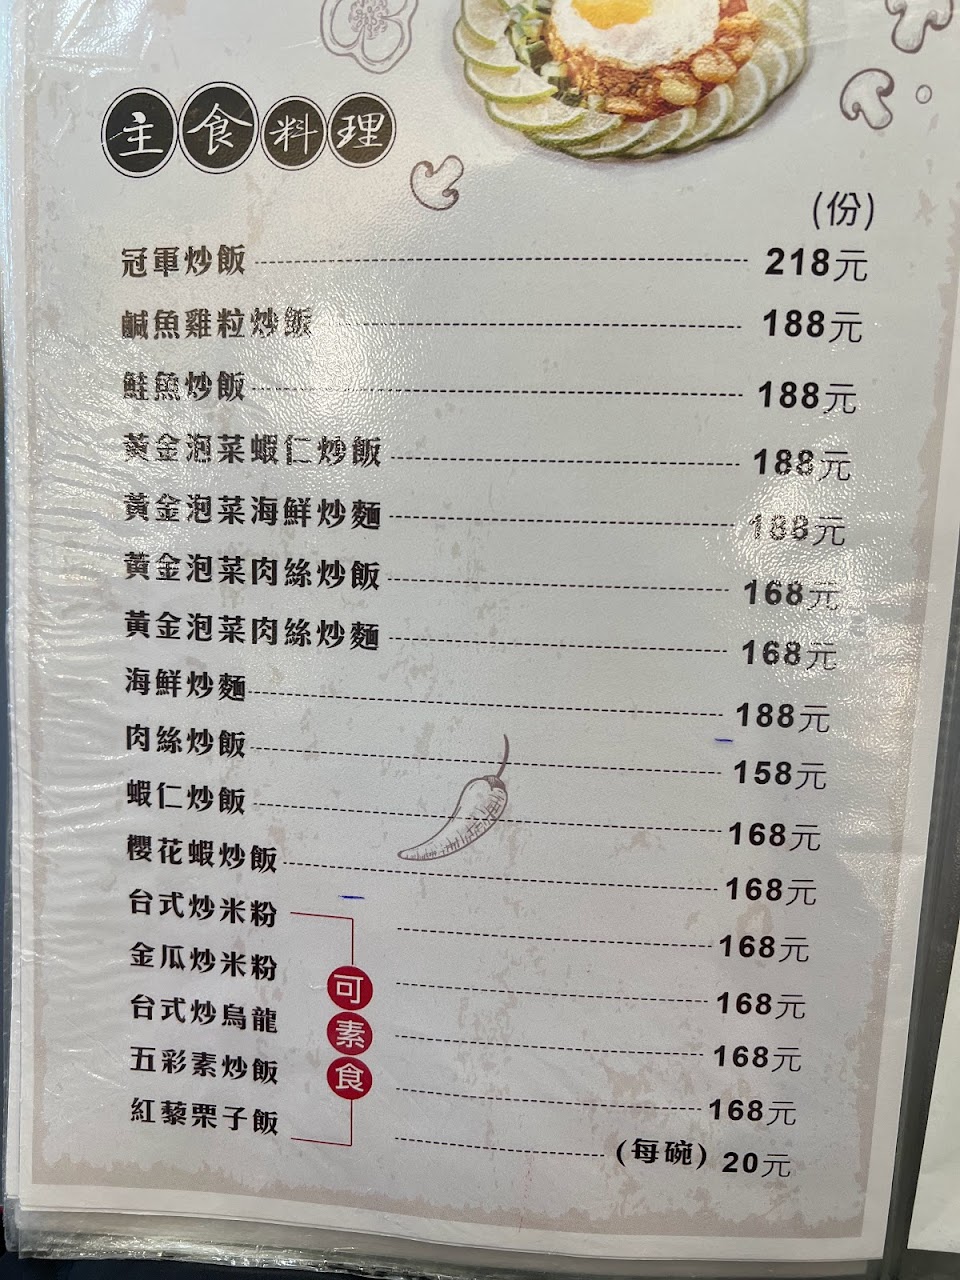 主食料理
(份)
冠軍炒飯 218元
鹹魚雞粒炒飯 188元
鮭魚炒飯 188元
黃金泡菜蝦仁炒飯 188元
黃金泡菜海鮮炒麵 188元
黃金泡菜肉絲炒飯 168元
黃金泡菜肉絲炒麵 168元
海鮮炒麵 188元
肉絲炒飯 158元
蝦仁炒飯 168元
櫻花蝦炒飯 168元
台式炒米粉 168元
金瓜炒米粉 168元
台式炒烏龍 168元
五彩素炒飯 168元
紅藜栗子飯 (每碗) 20元
可素食